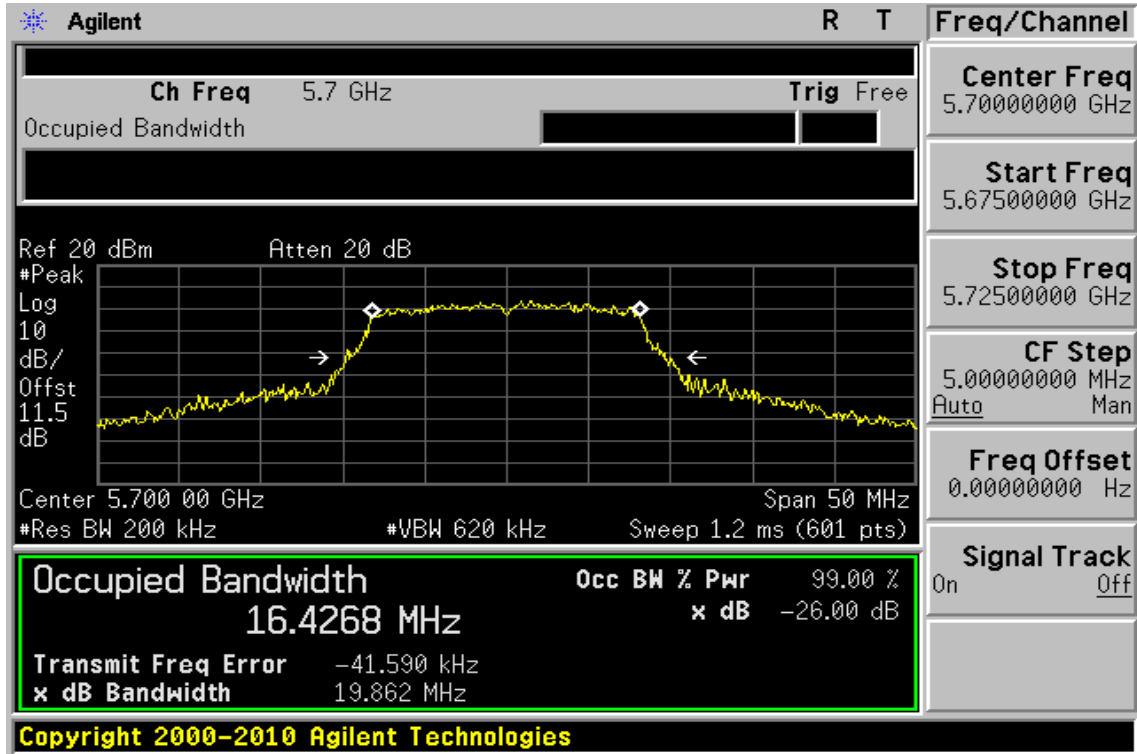 Agilent R T
Ch Freq 5.7 GHz Trig Free
Occupied Bandwidth
Ref 20 dBm Atten 20 dB
#Peak
Log
10
dB/
Offst
11.5
dB
Center 5.700 00 GHz Span 50 MHz
#Res BW 200 kHz #VBW 620 kHz Sweep 1.2 ms (601 pts)
Occupied Bandwidth Occ BW % Pwr 99.00 %
16.4268 MHz x dB -26.00 dB
Transmit Freq Error -41.590 kHz
x dB Bandwidth 19.862 MHz
Copyright 2000-2010 Agilent Technologies
Freq/Channel
Center Freq
5.70000000 GHz
Start Freq
5.67500000 GHz
Stop Freq
5.72500000 GHz
CF Step
5.00000000 MHz
Auto Man
Freq Offset
0.00000000 Hz
Signal Track
On Off